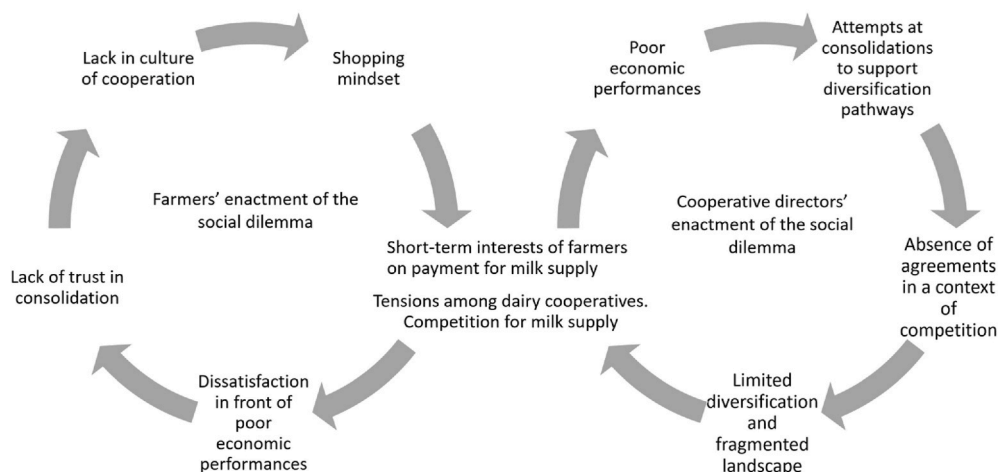 Lack in culture
of cooperation
Shopping
mindset
Farmers’ enactment of the
social dilemma
Lack of trust in
consolidation
Dissatisfaction
in front of
poor
economic
performances
Short-term interests of farmers
on payment for milk supply
Tensions among dairy cooperatives.
Competition for milk supply
Poor
economic
performances
Attempts at
consolidations
to support
diversification
pathways
Cooperative directors’
enactment of the social
dilemma
Absence of
agreements
in a context
of
competition
Limited
diversification
and
fragmented
landscape